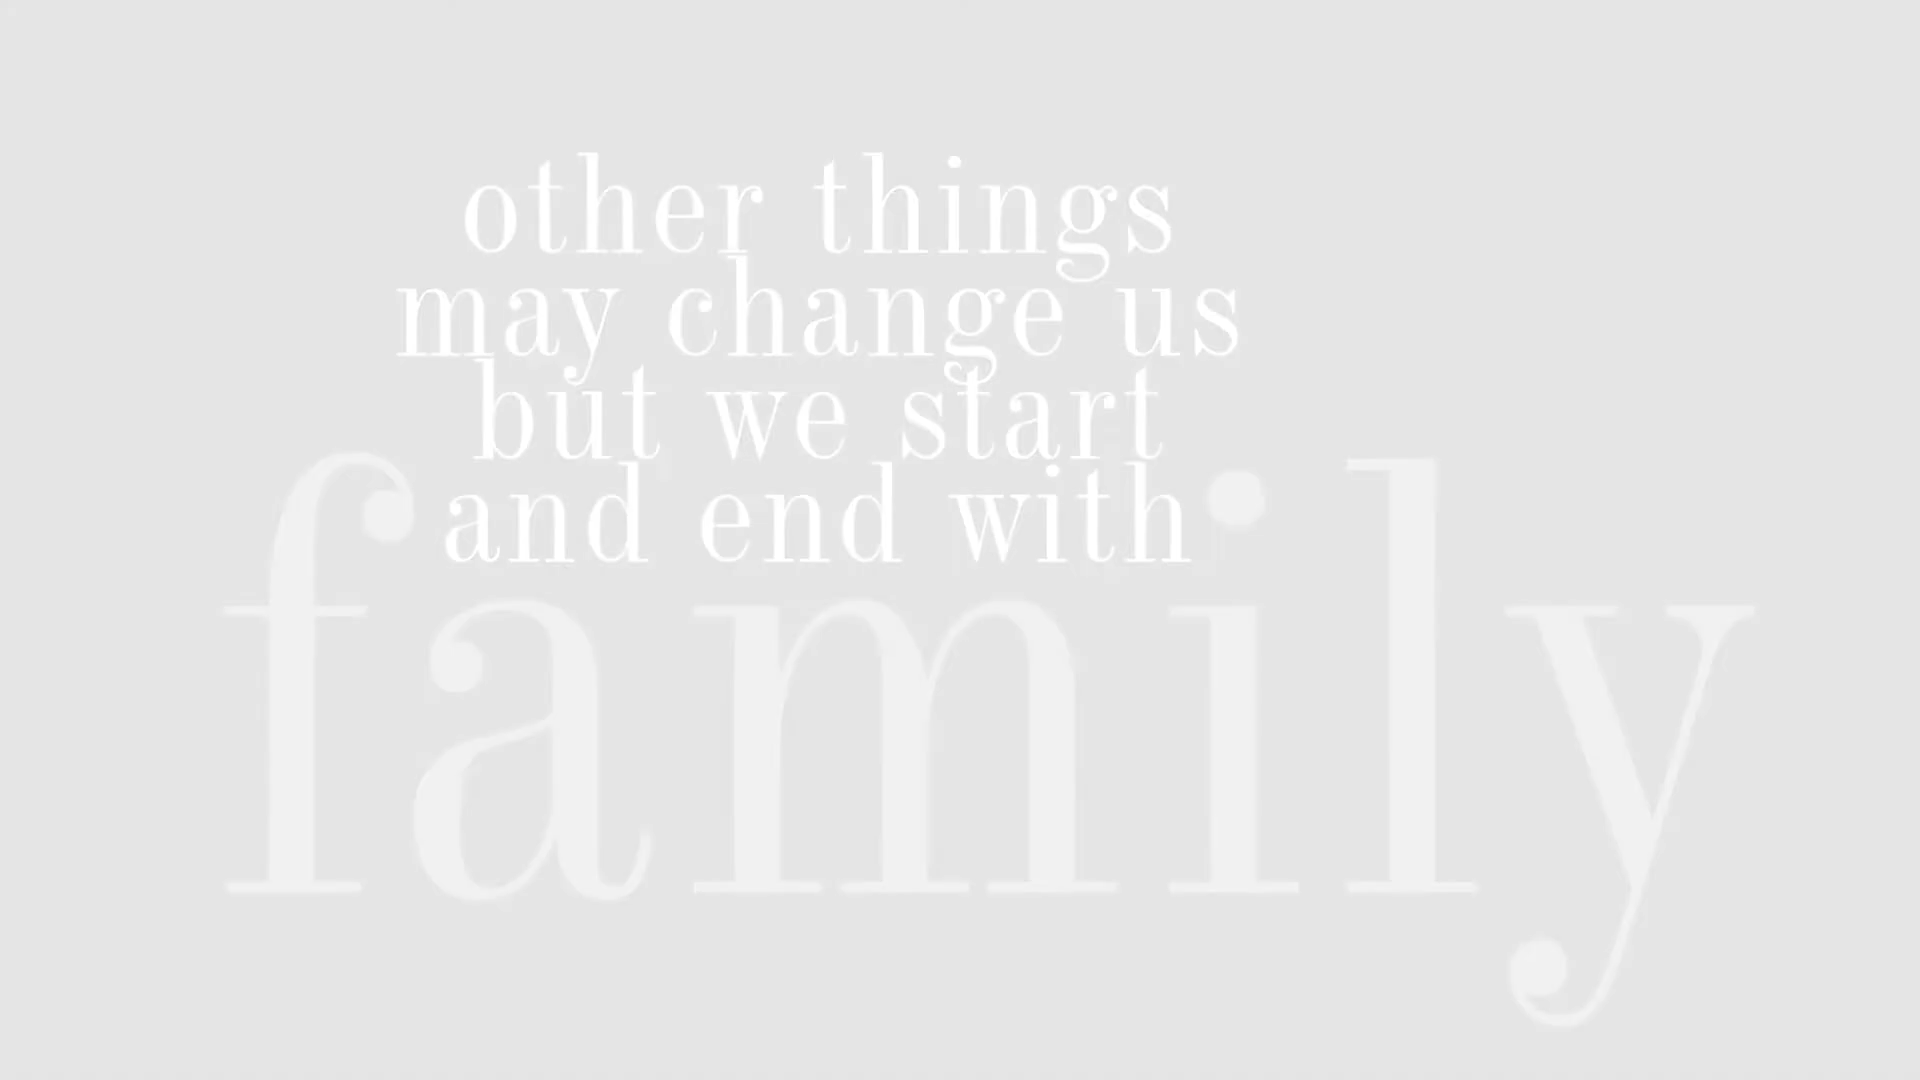 other things
may change us
but we start
and end with
family